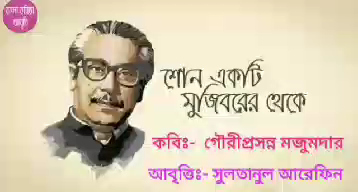 শোন একটি
মুজিবরের থেকে
কবিঃ- গৌরীপ্রসন্ন মজুমদার
আবৃত্তিঃ- সুলতানুল আরেফিন